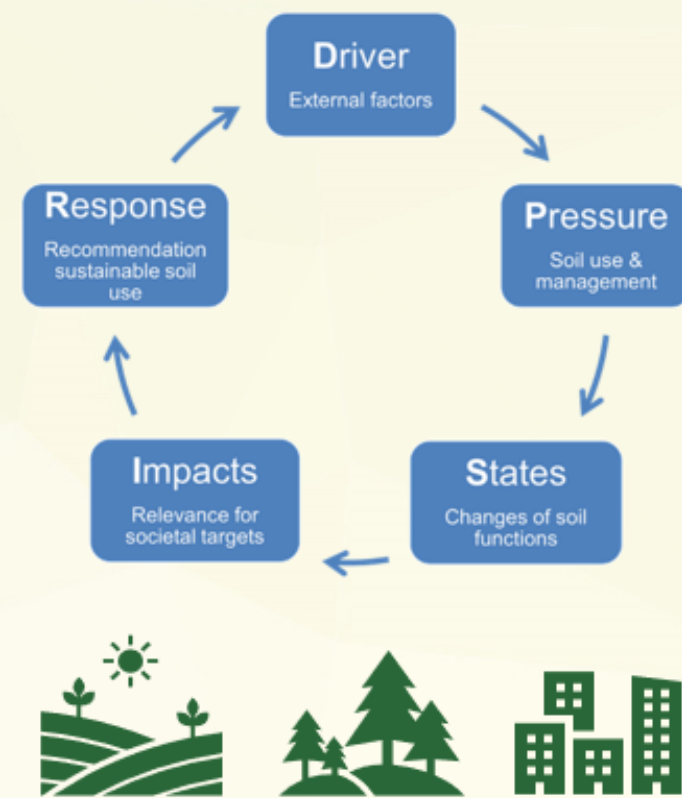 Driver
External factors
Pressure
Soil use &
management
States
Changes of soil
functions
Impacts
Relevance for
societal targets
Response
Recommendation
sustainable soil
use